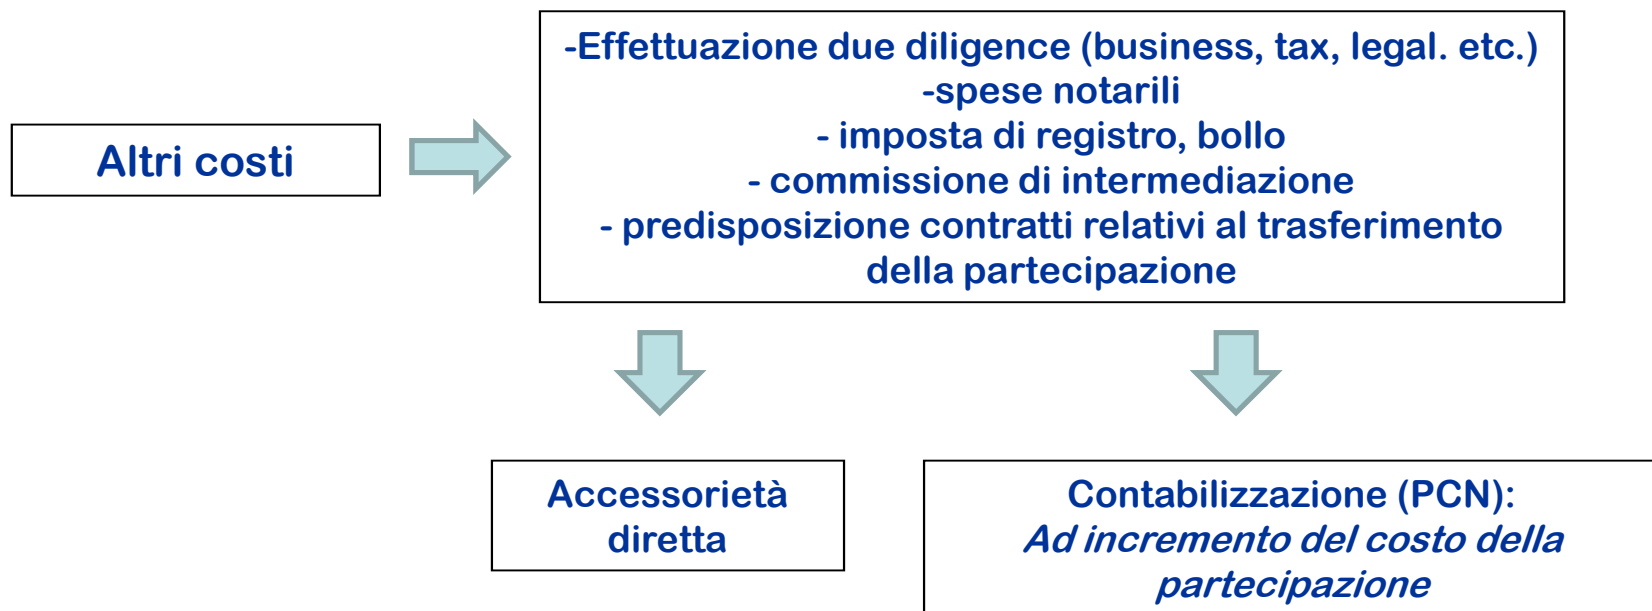 Altri costi
-Effettuazione due diligence (business, tax, legal. etc.)
-spese notarili
- imposta di registro, bollo
- commissione di intermediazione
- predisposizione contratti relativi al trasferimento
della partecipazione
Accessorietà
diretta
Contabilizzazione (PCN):
Ad incremento del costo della
partecipazione